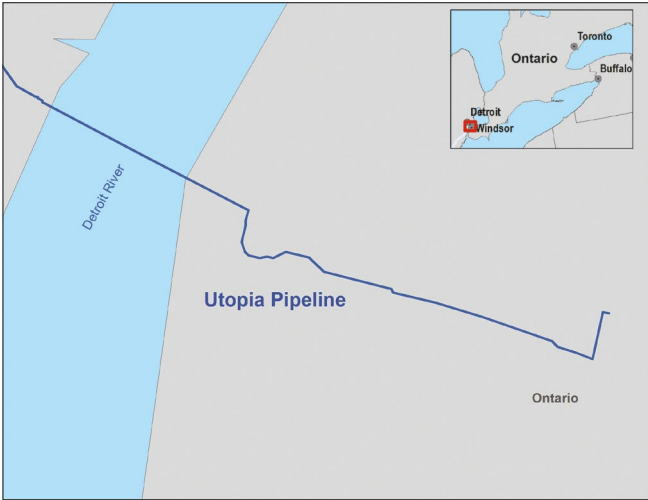 Toronto
Ontario
Buffalo
Detroit
Windsor
Detroit River
Utopia Pipeline
Ontario